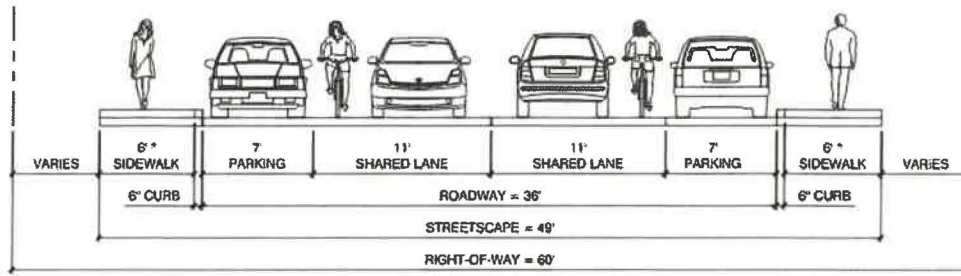 6' * 7' 11' 11' 7' 6' *
VARIES SIDEWALK PARKING SHARED LANE SHARED LANE PARKING SIDEWALK VARIES
6" CURB ROADWAY = 36' 6" CURB
STREETSCAPE = 49'
RIGHT-OF-WAY = 60'